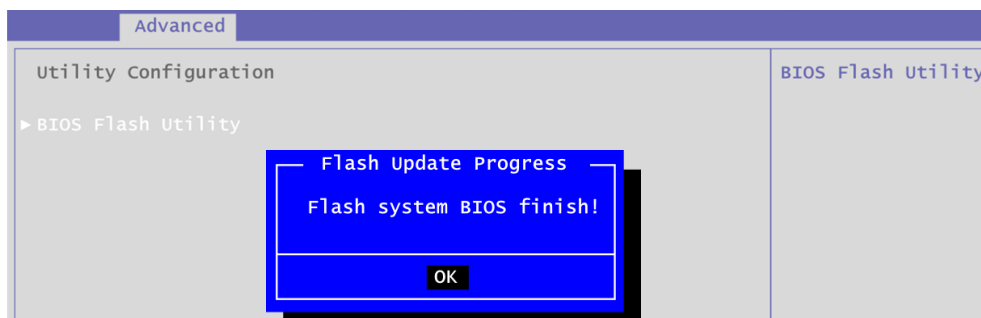 Advanced
Utility Configuration
BIOS Flash Utility
BIOS Flash Utility
Flash Update Progress
Flash system BIOS finish!
OK